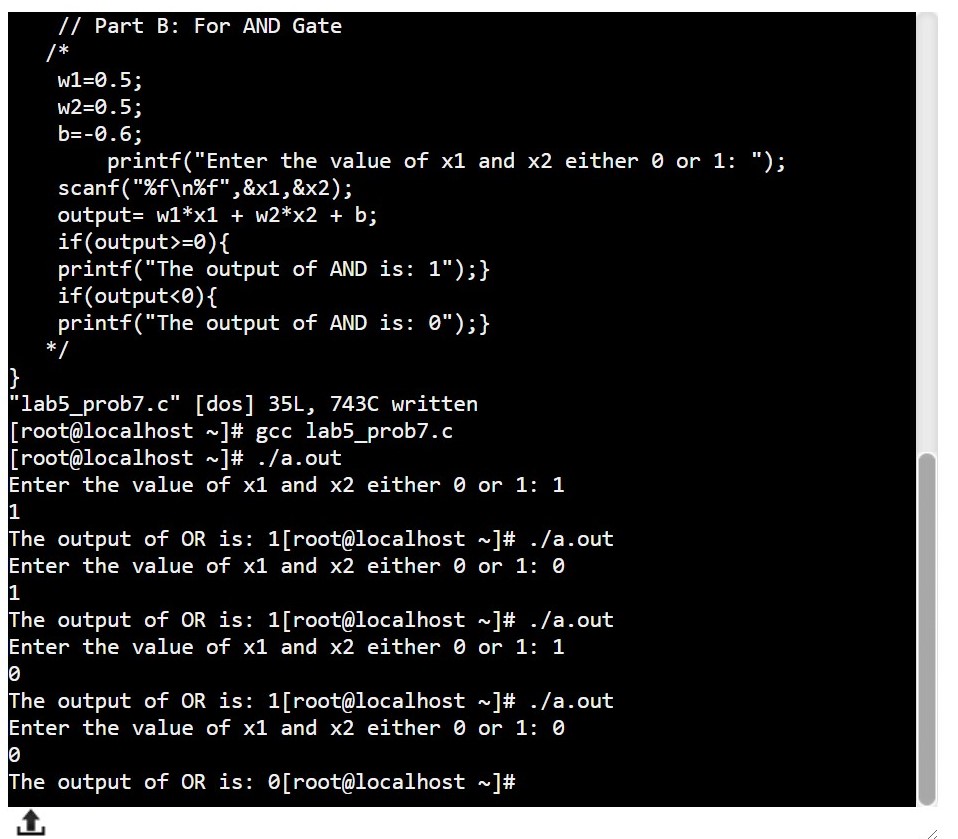 // Part B: For AND Gate
/*
w1=0.5;
w2=0.5;
b=-0.6;
printf("Enter the value of x1 and x2 either 0 or 1: ");
scanf("%f\n%f",&x1,&x2);
output= w1*x1 + w2*x2 + b;
if(output>=0){
printf("The output of AND is: 1");}
if(output<0){
printf("The output of AND is: 0");}
*/
}
"lab5_prob7.c" [dos] 35L, 743C written
[root@localhost ~]# gcc lab5_prob7.c
[root@localhost ~]# ./a.out
Enter the value of x1 and x2 either 0 or 1: 1
1
The output of OR is: 1[root@localhost ~]# ./a.out
Enter the value of x1 and x2 either 0 or 1: 0
1
The output of OR is: 1[root@localhost ~]# ./a.out
Enter the value of x1 and x2 either 0 or 1: 1
0
The output of OR is: 1[root@localhost ~]# ./a.out
Enter the value of x1 and x2 either 0 or 1: 0
0
The output of OR is: 0[root@localhost ~]#